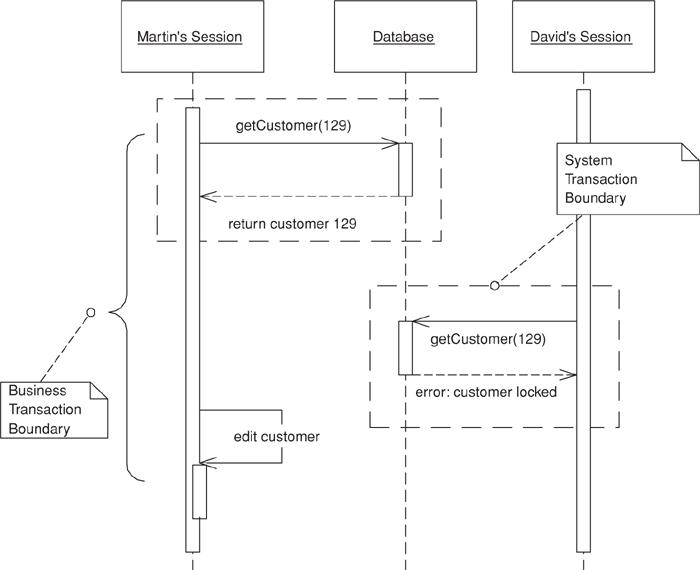 Martin's Session
Database
David's Session
getCustomer(129)
return customer 129
System
Transaction
Boundary
getCustomer(129)
error: customer locked
Business
Transaction
Boundary
edit customer